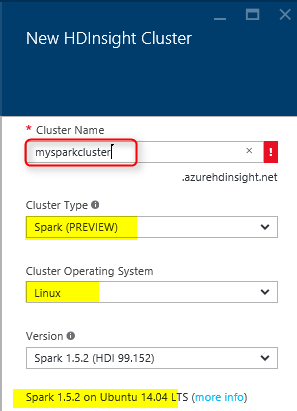 New HDInsight Cluster
* Cluster Name
mysparkcluster
.azurehdinsight.net
Cluster Type
Spark (PREVIEW)
Cluster Operating System
Linux
Version
Spark 1.5.2 (HDI 99.152)
Spark 1.5.2 on Ubuntu 14.04 LTS (more info)